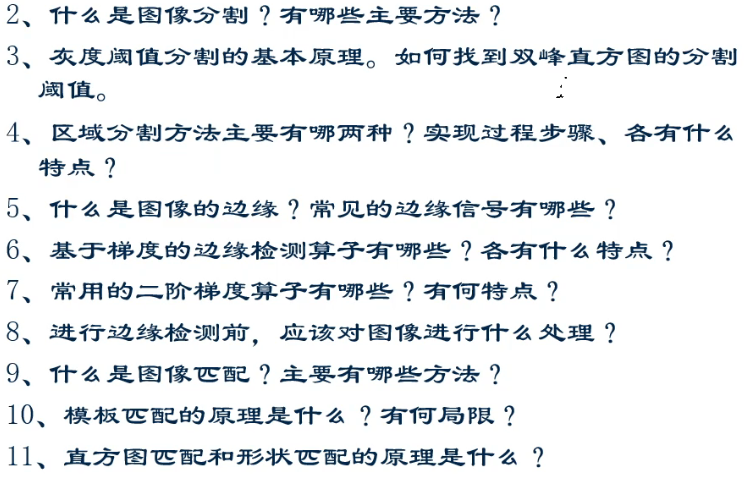 2、什么是图像分割？有哪些主要方法？
3、灰度阈值分割的基本原理。如何找到双峰直方图的分割
阈值。
4、区域分割方法主要有哪两种？实现过程步骤、各有什么
特点？
5、什么是图像的边缘？常见的边缘信号有哪些？
6、基于梯度的边缘检测算子有哪些？各有什么特点？
7、常用的二阶梯度算子有哪些？有何特点？
8、进行边缘检测前，应该对图像进行什么处理？
9、什么是图像匹配？主要有哪些方法？
10、模板匹配的原理是什么？有何局限？
11、直方图匹配和形状匹配的原理是什么？